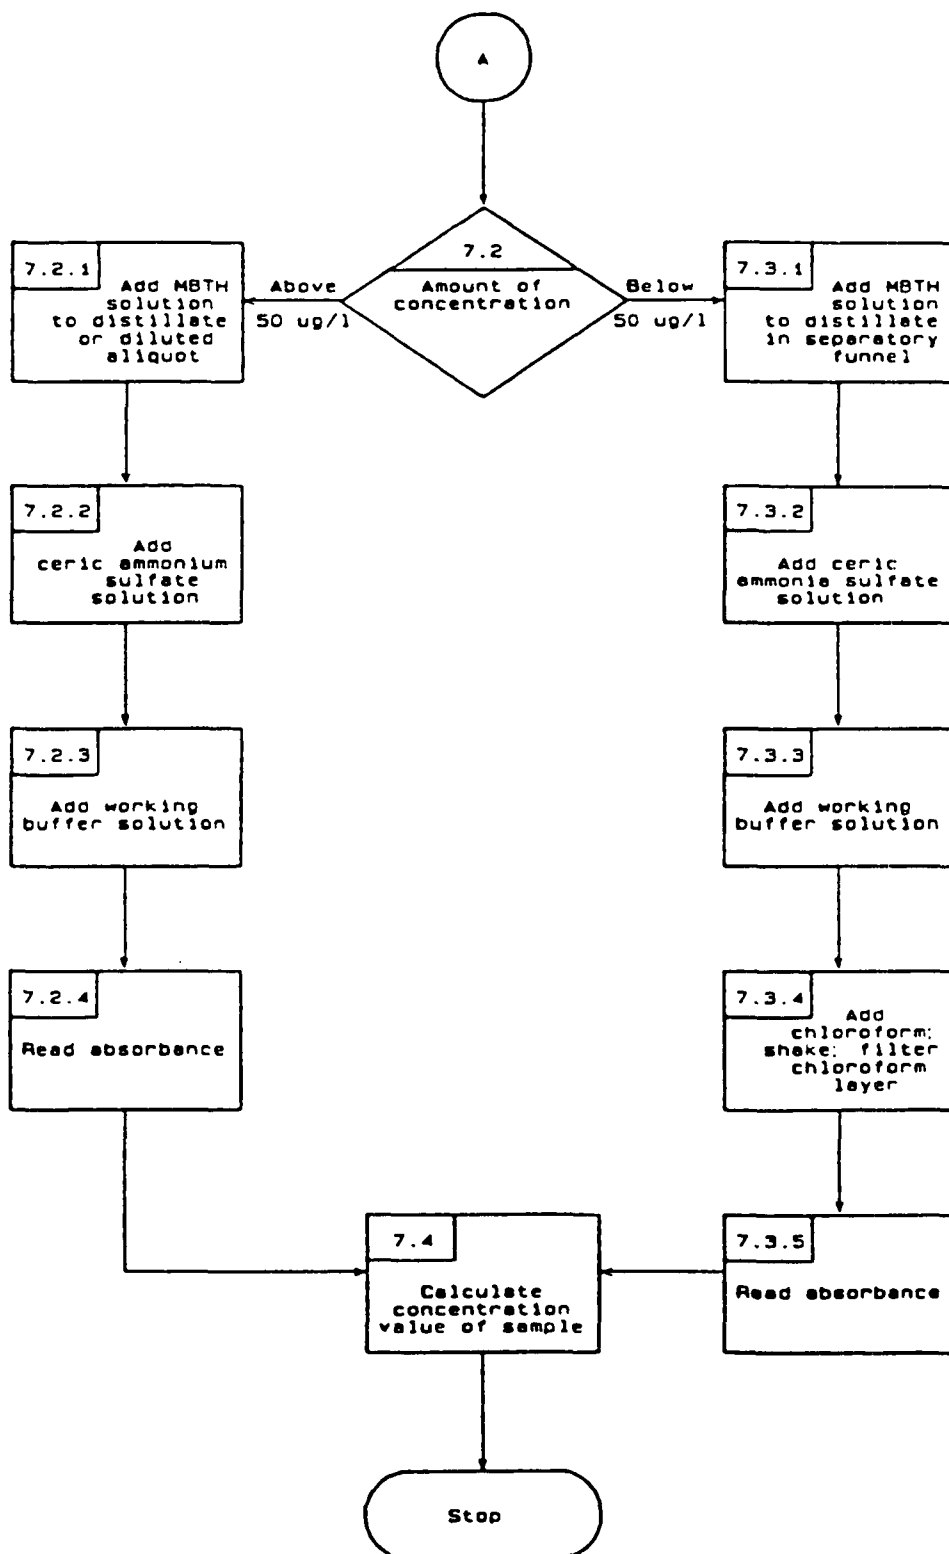 A
7.2
Amount of
concentration
Above
50 ug/l
Below
50 ug/l
7.2.1
Add MBTH
solution
to distillate
or diluted
aliquot
7.3.1
Add MBTH
solution
to distillate
in separatory
funnel
7.2.2
Add
ceric ammonium
sulfate
solution
7.3.2
Add ceric
ammonia sulfate
solution
7.2.3
Add working
buffer solution
7.3.3
Add working
buffer solution
7.2.4
Read absorbance
7.3.4
Add
chloroform;
shake; filter
chloroform
layer
7.4
Calculate
concentration
value of sample
7.3.5
Read absorbance
Stop